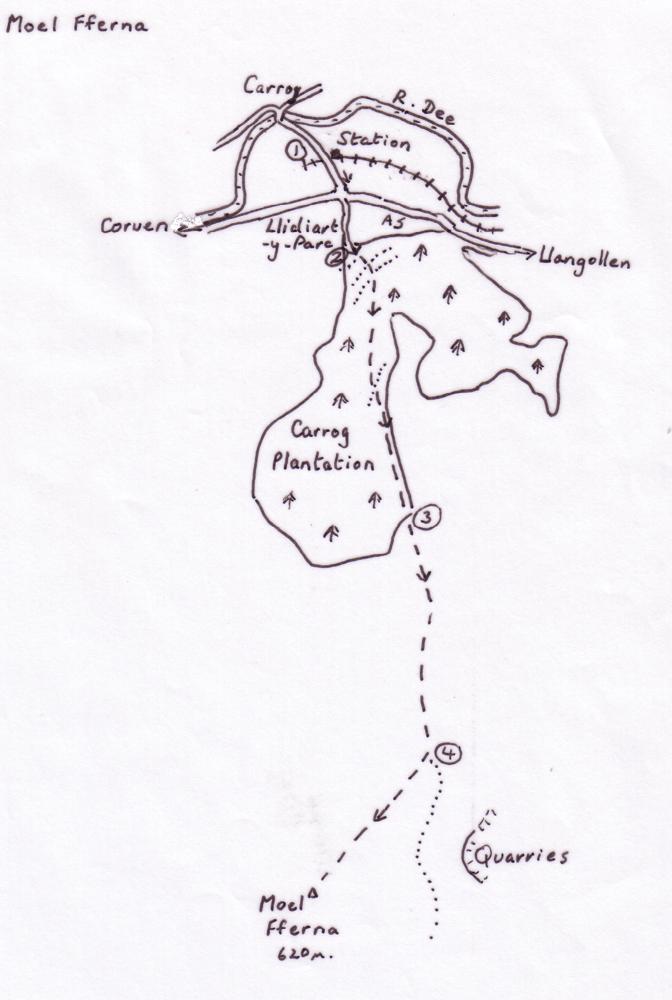 Moel Fferna
Carrog
R. Dee
1
Station
Corwen
Llidiart
-y-Parc
A5
2
Llangollen
Carrog
Plantation
3
4
Quarries
Moel
Fferna
620m.